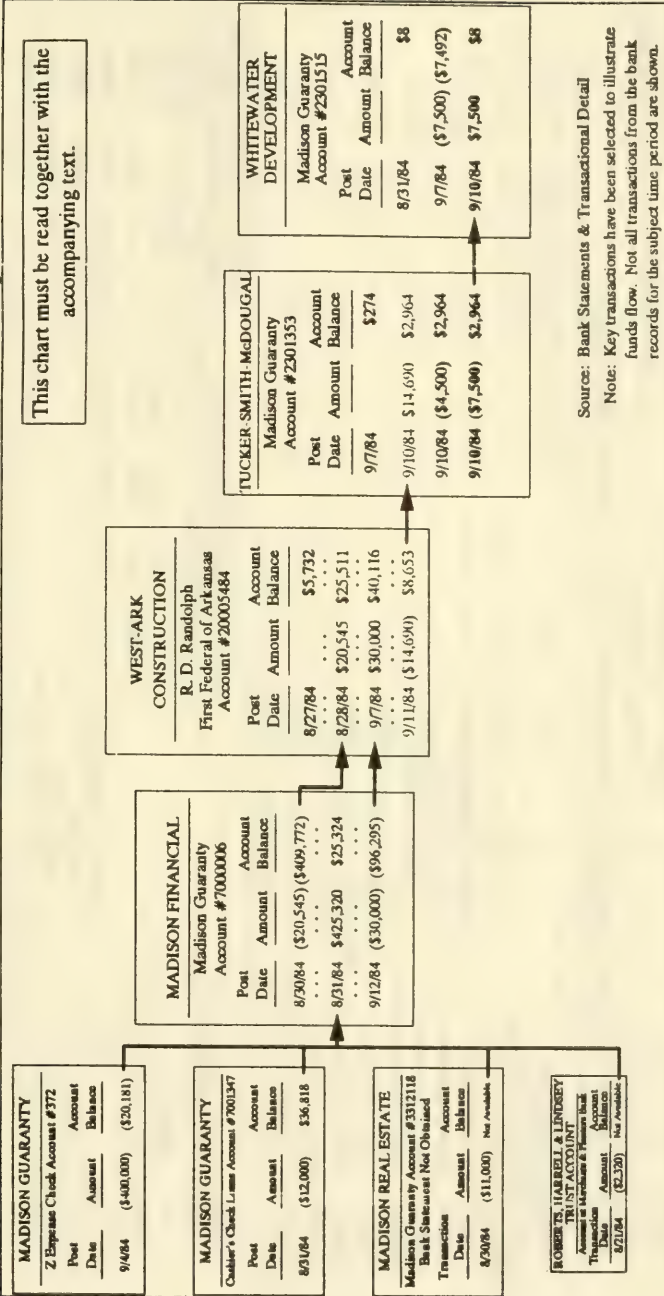 This chart must be read together with the
accompanying text.
MADISON GUARANTY
Z Expense Check Account #372
Post Account
Date Amount Balance
9/4/84 ($400,000) ($20,181)
MADISON GUARANTY
Cashier's Check Loans Account #7001347
Post Account
Date Amount Balance
8/31/84 ($12,000) $36,818
MADISON REAL ESTATE
Madison Guaranty Account #3312118
Bank Statement Not Obtained
Transaction Account
Date Amount Balance
8/30/84 ($11,000) Not Available
ROBERTS, HARRELL & LINDSEY
TRUST ACCOUNT
Account at Merchants & Planters Bank
Transaction Account
Date Amount Balance
8/21/84 ($2,320) Not Available
MADISON FINANCIAL
Madison Guaranty
Account #7000006
Post Account
Date Amount Balance
8/30/84 ($20,545) ($409,772)
. . . . . . . . .
8/31/84 $425,320 $25,324
. . . . . . . . .
9/12/84 ($30,000) ($96,295)
WEST-ARK
CONSTRUCTION
R. D. Randolph
First Federal of Arkansas
Account #20005484
Post Account
Date Amount Balance
8/27/84 $5,732
. . . . . . . . . .
8/28/84 $20,545 $25,511
. . . . . . . . . .
9/7/84 $30,000 $40,116
. . . . . . . . . .
9/11/84 ($14,690) $8,653
TUCKER-SMITH-McDOUGAL
Madison Guaranty
Account #2301353
Post Account
Date Amount Balance
9/7/84 $274
9/10/84 $14,690 $2,964
9/10/84 ($4,500) $2,964
9/10/84 ($7,500) $2,964
WHITEWATER
DEVELOPMENT
Madison Guaranty
Account #2301515
Post Account
Date Amount Balance
8/31/84 $8
9/7/84 ($7,500) ($7,492)
9/10/84 $7,500 $8
Source: Bank Statements & Transactional Detail
Note: Key transactions have been selected to illustrate
funds flow. Not all transactions from the bank
records for the subject time period are shown.